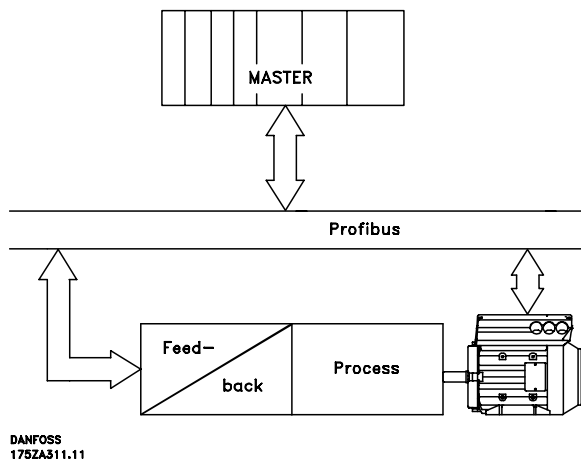 MASTER
Profibus
Feed-
back
Process
DANFOSS
175ZA311.11